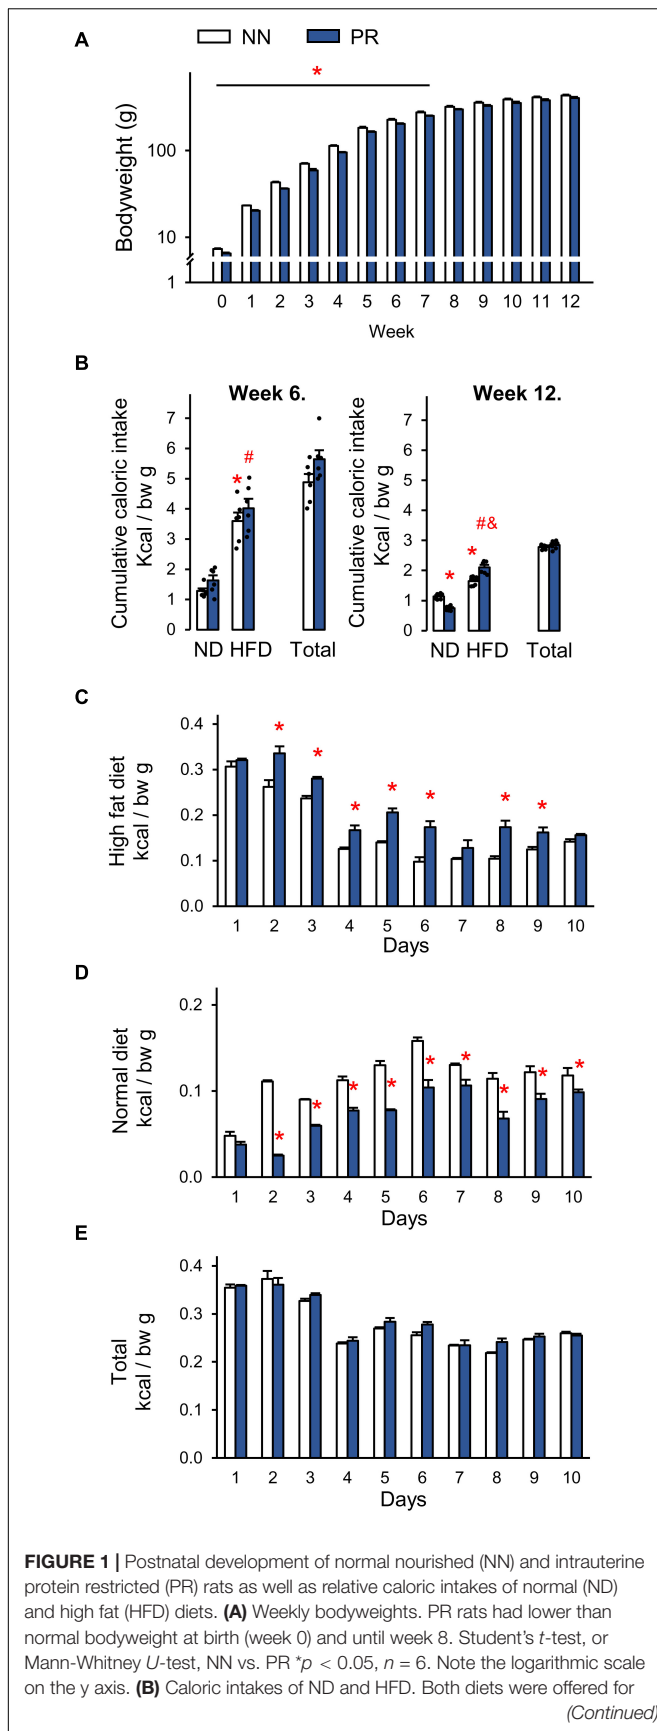 A
NN PR
*
Bodyweight (g)
100
10
1
0 1 2 3 4 5 6 7 8 9 10 11 12
Week
B
Week 6. Week 12.
Cumulative caloric intake
Kcal / bw g
7
6
5
4
3
2
1
0
* #
ND HFD Total
Cumulative caloric intake
Kcal / bw g
7
6
5
4
3
2
1
0
* * #&
ND HFD Total
C
High fat diet
kcal / bw g
0.4
0.3
0.2
0.1
0.0
* * * * * * *
1 2 3 4 5 6 7 8 9 10
Days
D
Normal diet
kcal / bw g
0.2
0.1
0.0
* * * * * * * * *
1 2 3 4 5 6 7 8 9 10
Days
E
Total
kcal / bw g
0.4
0.3
0.2
0.1
0.0
1 2 3 4 5 6 7 8 9 10
Days
FIGURE 1 | Postnatal development of normal nourished (NN) and intrauterine
protein restricted (PR) rats as well as relative caloric intakes of normal (ND)
and high fat (HFD) diets. (A) Weekly bodyweights. PR rats had lower than
normal bodyweight at birth (week 0) and until week 8. Student's t-test, or
Mann-Whitney U-test, NN vs. PR *p < 0.05, n = 6. Note the logarithmic scale
on the y axis. (B) Caloric intakes of ND and HFD. Both diets were offered for
(Continued)